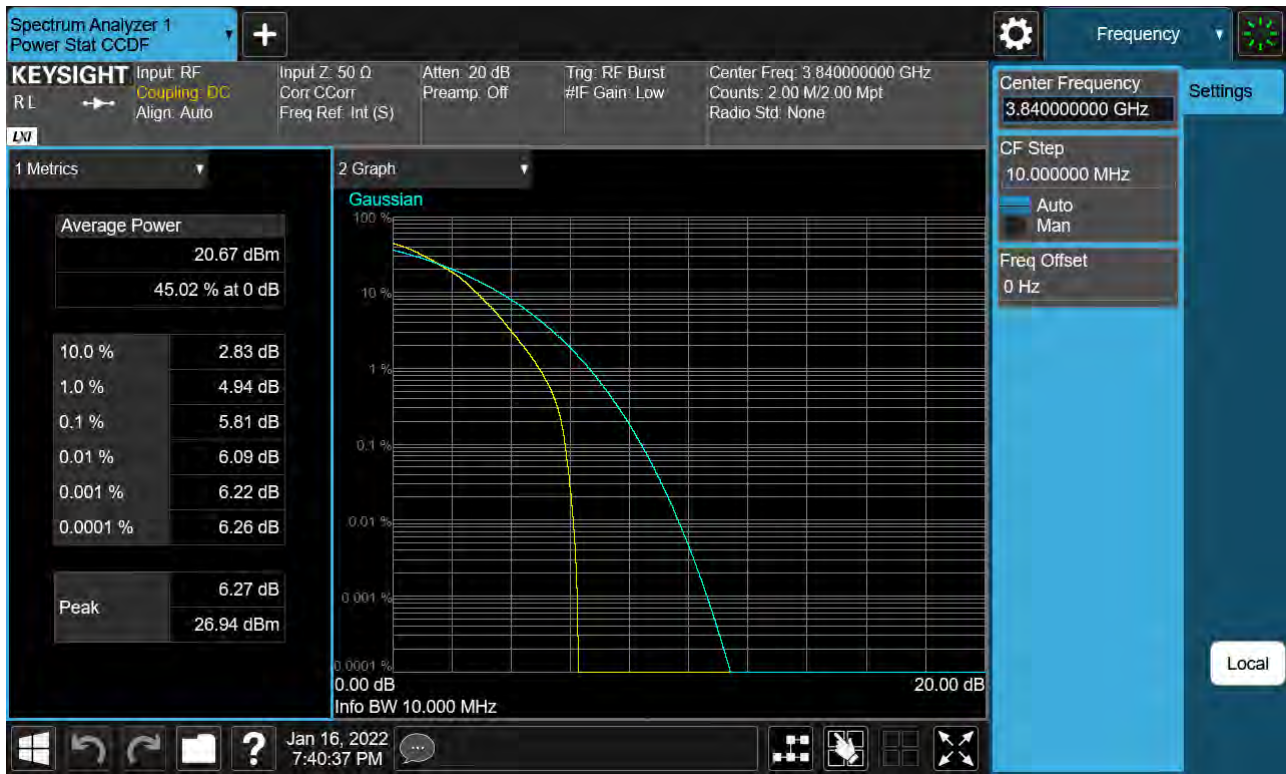 Spectrum Analyzer 1
Power Stat CCDF
Frequency
KEYSIGHT
RL
LXI
Input: RF
Coupling: DC
Align: Auto
Input Z: 50 Ω
Corr CCorr
Freq Ref: Int (S)
Atten: 20 dB
Preamp: Off
Trig: RF Burst
#IF Gain: Low
Center Freq: 3.840000000 GHz
Counts: 2.00 M/2.00 Mpt
Radio Std: None
Center Frequency
3.840000000 GHz
Settings
CF Step
10.000000 MHz
Auto
Man
Freq Offset
0 Hz
Local
1 Metrics
Average Power
20.67 dBm
45.02 % at 0 dB
10.0 % 2.83 dB
1.0 % 4.94 dB
0.1 % 5.81 dB
0.01 % 6.09 dB
0.001 % 6.22 dB
0.0001 % 6.26 dB
Peak 6.27 dB
26.94 dBm
2 Graph
Gaussian
100 %
10 %
1 %
0.1 %
0.01 %
0.001 %
0.0001 %
0.00 dB 20.00 dB
Info BW 10.000 MHz
?
Jan 16, 2022
7:40:37 PM